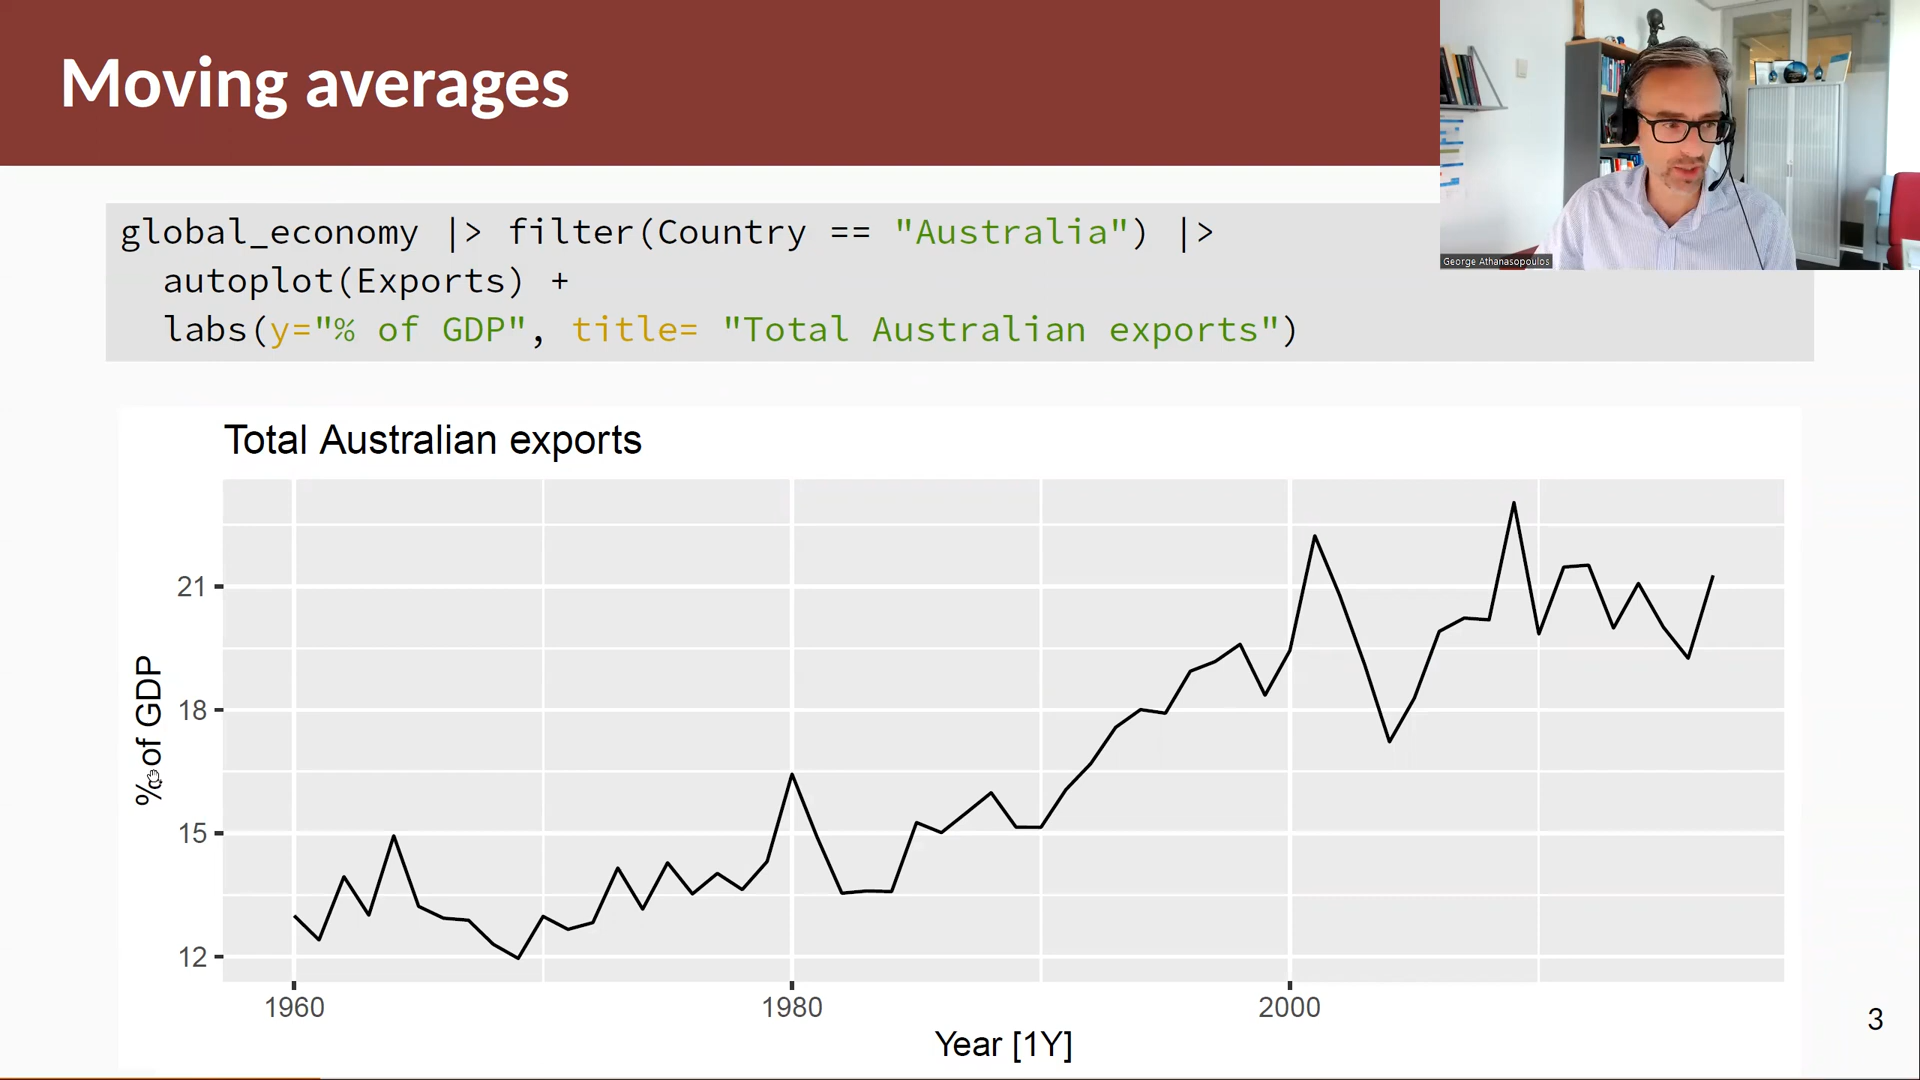 Moving averages
George Athanasopoulos
global_economy |> filter(Country == "Australia") |>
autoplot(Exports) +
labs(y="% of GDP", title= "Total Australian exports")
Total Australian exports
% of GDP
21
18
15
12
1960 1980 2000
Year [1Y]
3